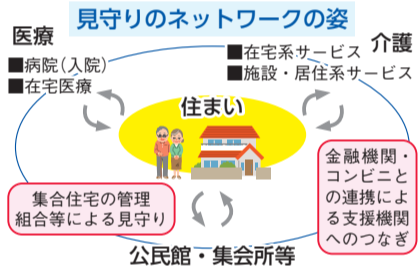 見守りのネットワークの姿
医療
■病院(入院)
■在宅医療
介護
■在宅系サービス
■施設・居住系サービス
住まい
集合住宅の管理
組合等による見守り
金融機関・
コンビニと
の連携によ
る支援機関
へのつなぎ
公民館・集会所等